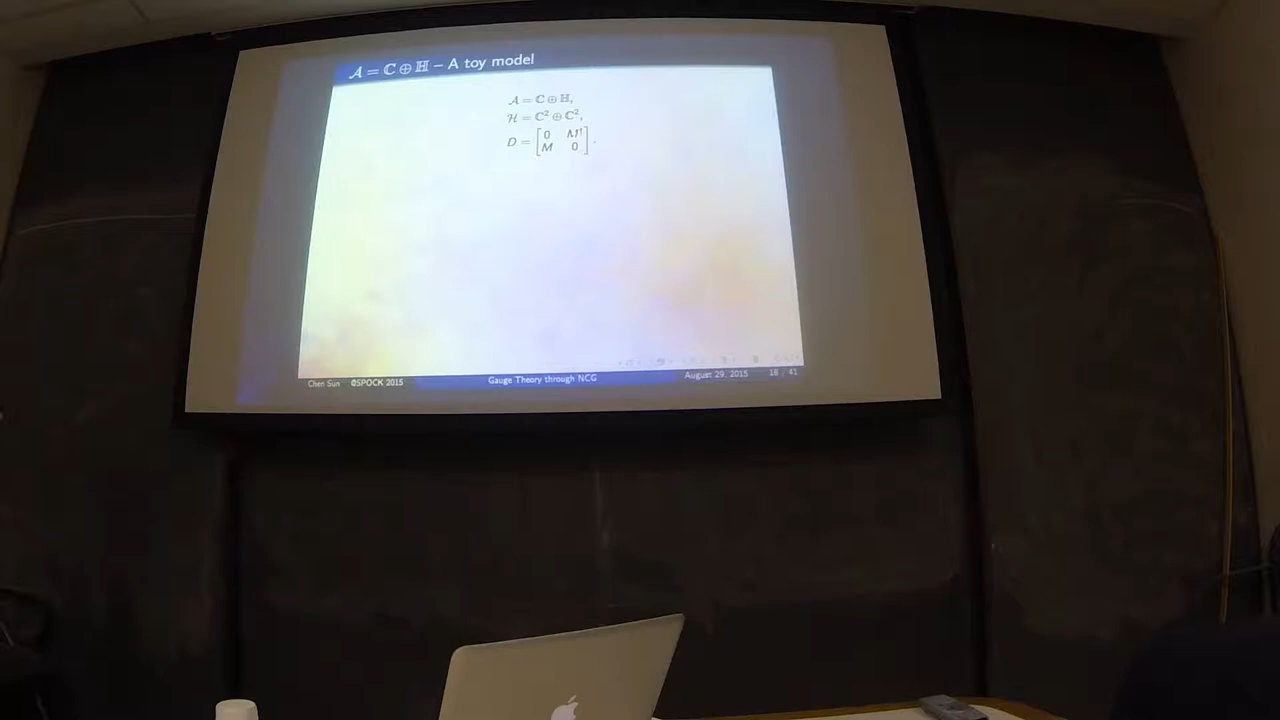 𝒜 = ℂ ⊕ ℍ – A toy model
𝒜 = ℂ ⊕ ℍ,
ℋ = ℂ² ⊕ ℂ²,
D = [ 0 M†
M 0 ] .
Chen Sun @SPOCK 2015 Gauge Theory through NCG August 29, 2015 18 / 41